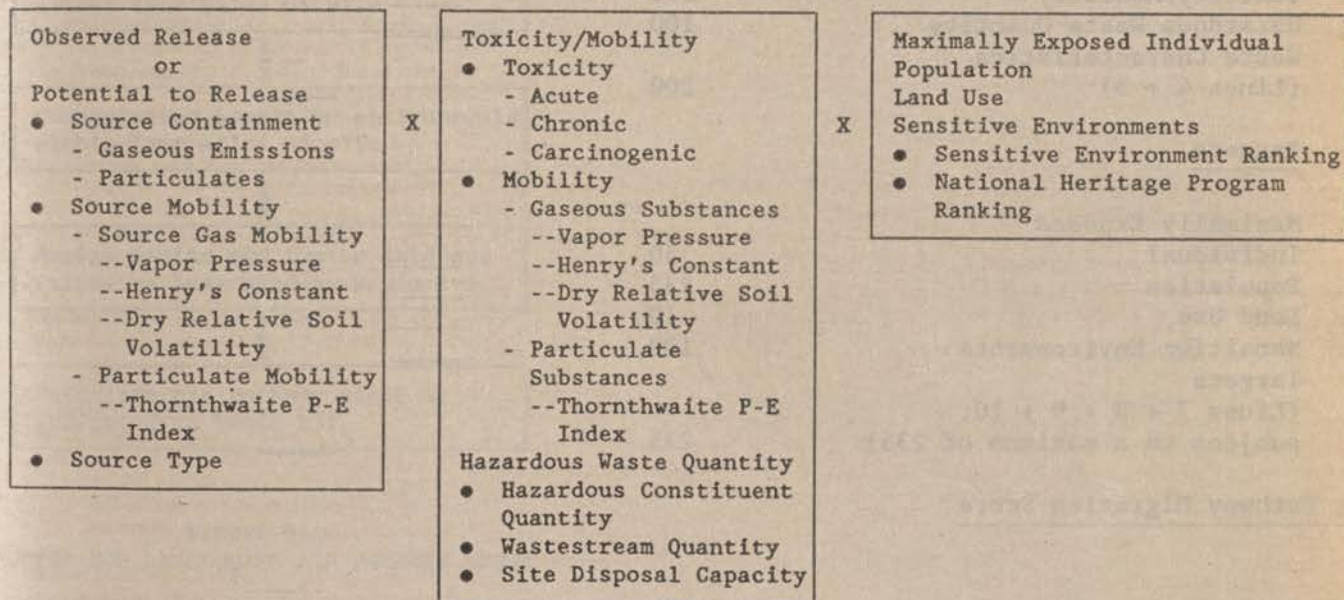 Observed Release
or
Potential to Release
● Source Containment
- Gaseous Emissions
- Particulates
● Source Mobility
- Source Gas Mobility
--Vapor Pressure
--Henry's Constant
--Dry Relative Soil
Volatility
- Particulate Mobility
--Thornthwaite P-E
Index
● Source Type
X
Toxicity/Mobility
● Toxicity
- Acute
- Chronic
- Carcinogenic
● Mobility
- Gaseous Substances
--Vapor Pressure
--Henry's Constant
--Dry Relative Soil
Volatility
- Particulate
Substances
--Thornthwaite P-E
Index
Hazardous Waste Quantity
● Hazardous Constituent
Quantity
● Wastestream Quantity
● Site Disposal Capacity
X
Maximally Exposed Individual
Population
Land Use
Sensitive Environments
● Sensitive Environment Ranking
● National Heritage Program
Ranking